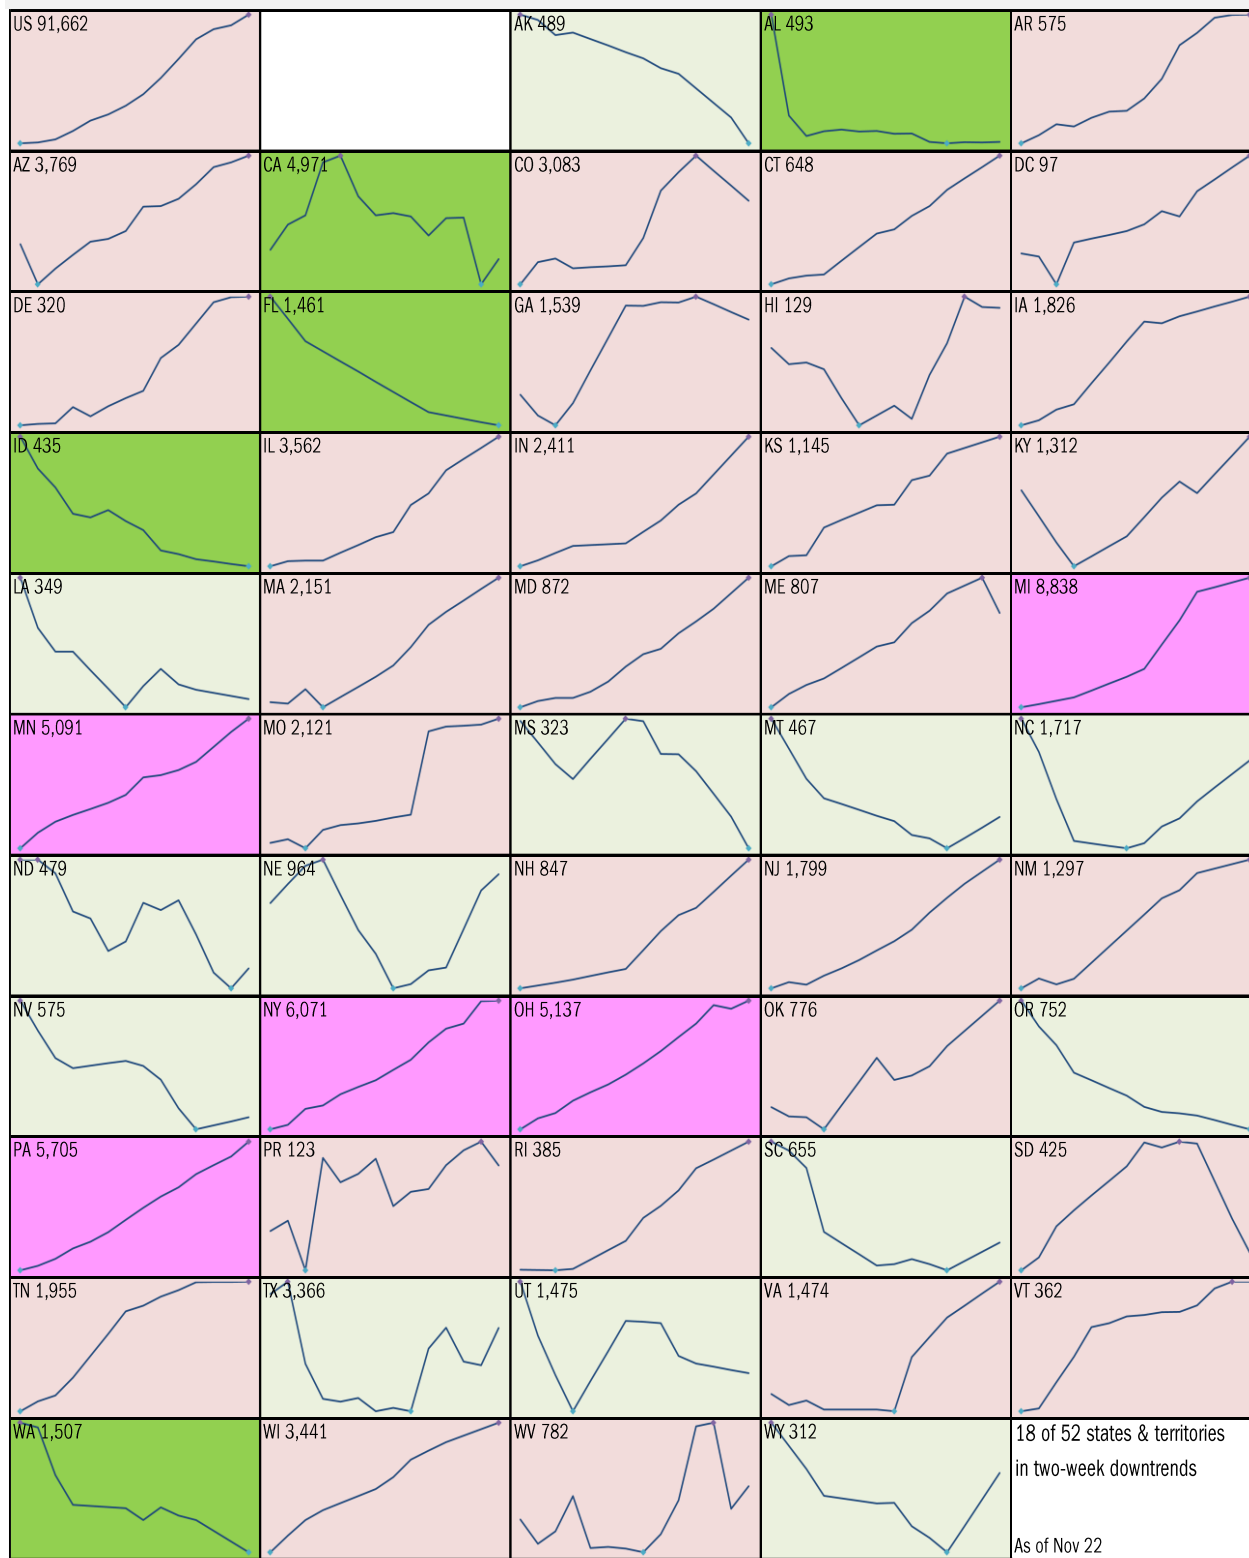 US 91,662
AK 489
AL 493
AR 575
AZ 3,769
CA 4,971
CO 3,083
CT 648
DC 97
DE 320
FL 1,461
GA 1,539
HI 129
IA 1,826
ID 435
IL 3,562
IN 2,411
KS 1,145
KY 1,312
LA 349
MA 2,151
MD 872
ME 807
MI 8,838
MN 5,091
MO 2,121
MS 323
MT 467
NC 1,717
ND 479
NE 964
NH 847
NJ 1,799
NM 1,297
NV 575
NY 6,071
OH 5,137
OK 776
OR 752
PA 5,705
PR 123
RI 385
SC 655
SD 425
TN 1,955
TX 3,366
UT 1,475
VA 1,474
VT 362
WA 1,507
WI 3,441
WV 782
WY 312
18 of 52 states & territories
in two-week downtrends
As of Nov 22